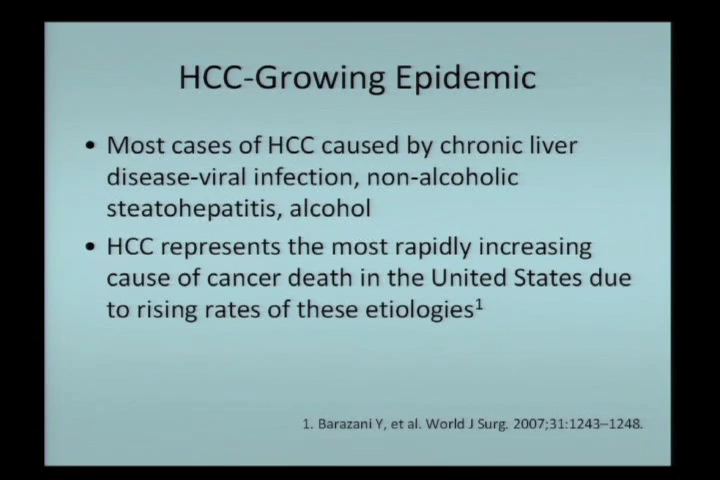 HCC-Growing Epidemic
• Most cases of HCC caused by chronic liver
disease-viral infection, non-alcoholic
steatohepatitis, alcohol
• HCC represents the most rapidly increasing
cause of cancer death in the United States due
to rising rates of these etiologies¹
1. Barazani Y, et al. World J Surg. 2007;31:1243–1248.